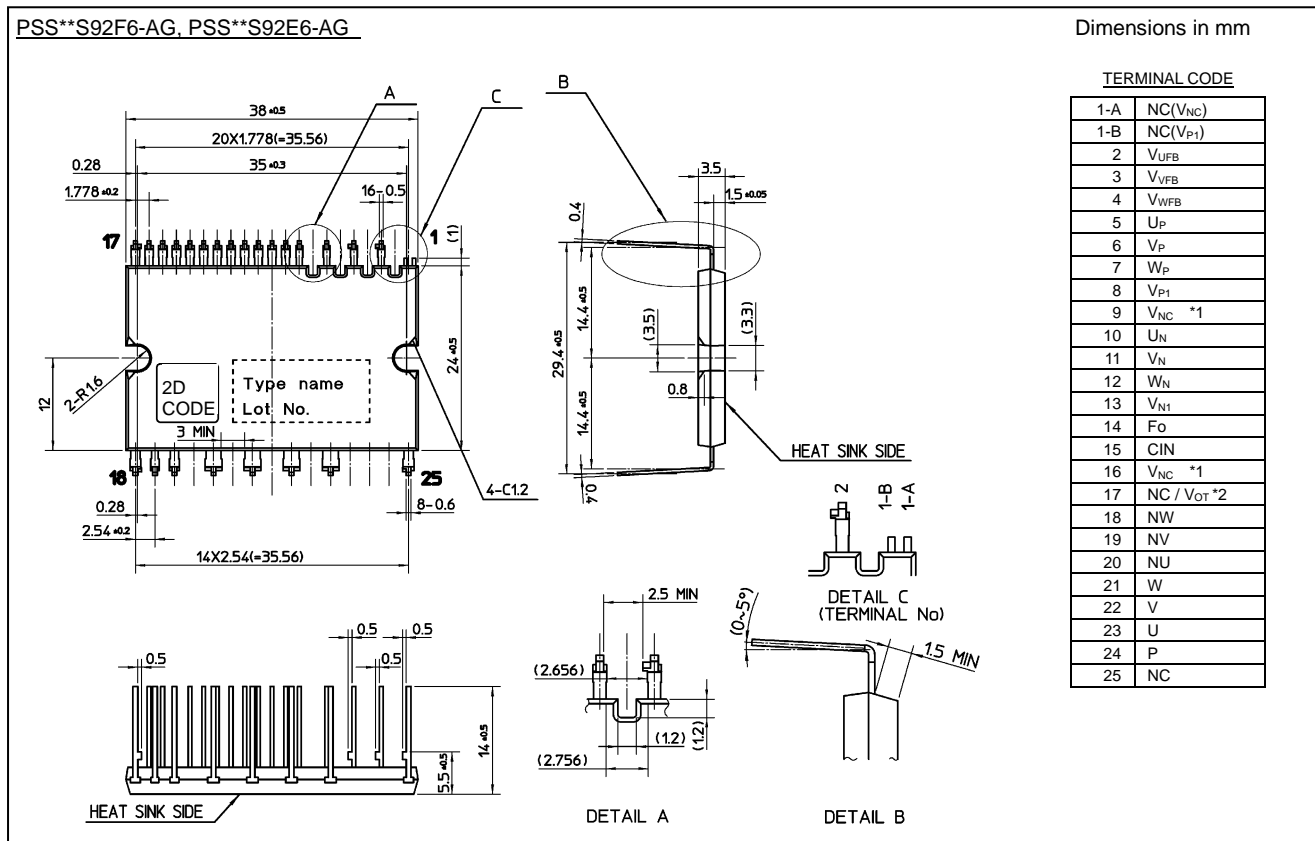 PSS**S92F6-AG, PSS**S92E6-AG
Dimensions in mm
A
C
B
38 ±0.5
20X1.778(=35.56)
35 ±0.3
0.28
1.778 ±0.2
16-0.5
17
1
(1)
24±0.5
12
2-R1.6
2D
CODE
Type name
Lot No.
3 MIN
18
25
4-C1.2
0.28
8-0.6
2.54 ±0.2
14X2.54(=35.56)
3.5
1.5 ±0.05
0.4
29.4 ±0.5
14.4 ±0.5
14.4 ±0.5
(3.5)
(3.3)
0.8
0.4
HEAT SINK SIDE
2
1-B
1-A
DETAIL C
(TERMINAL No)
0.5
0.5
0.5
0.5
14±0.5
5.5±0.5
HEAT SINK SIDE
2.5 MIN
(2.656)
(1.2)
(1.2)
(2.756)
DETAIL A
(0~5°)
1.5 MIN
DETAIL B
TERMINAL CODE
1-A NC(VNC)
1-B NC(VP1)
2 VUFB
3 VVFB
4 VWFB
5 UP
6 VP
7 WP
8 VP1
9 VNC *1
10 UN
11 VN
12 WN
13 VN1
14 Fo
15 CIN
16 VNC *1
17 NC / VOT *2
18 NW
19 NV
20 NU
21 W
22 V
23 U
24 P
25 NC